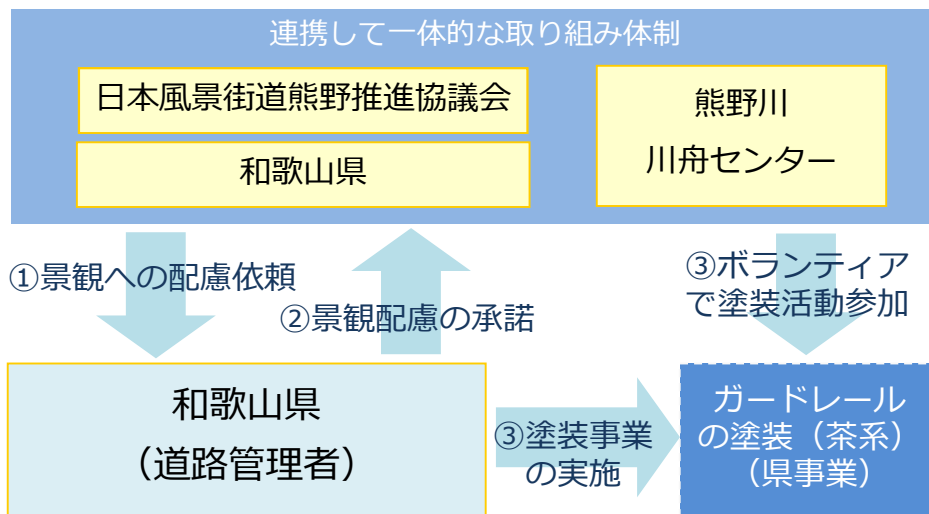 連携して一体的な取り組み体制
日本風景街道熊野推進協議会
和歌山県
熊野川
川舟センター
①景観への配慮依頼
②景観配慮の承諾
③ボランティア
で塗装活動参加
和歌山県
（道路管理者）
③塗装事業
の実施
ガードレール
の塗装（茶系）
（県事業）